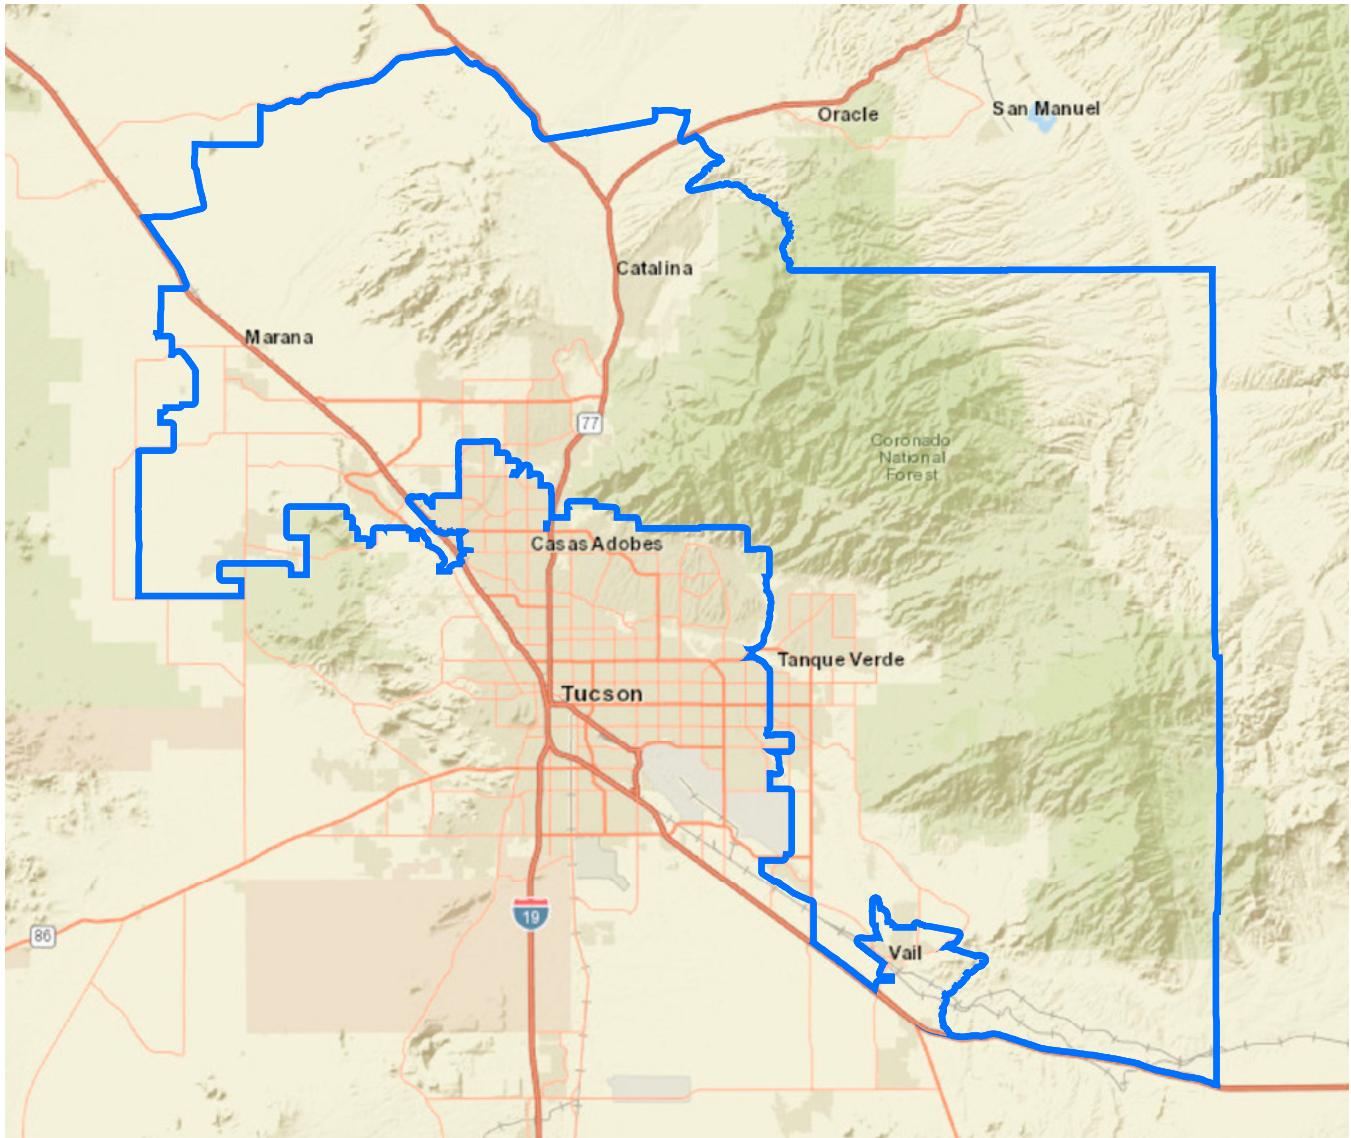 Oracle
San Manuel
Catalina
Marana
77
Coronado
National
Forest
Casas Adobes
Tanque Verde
Tucson
19
86
Vail